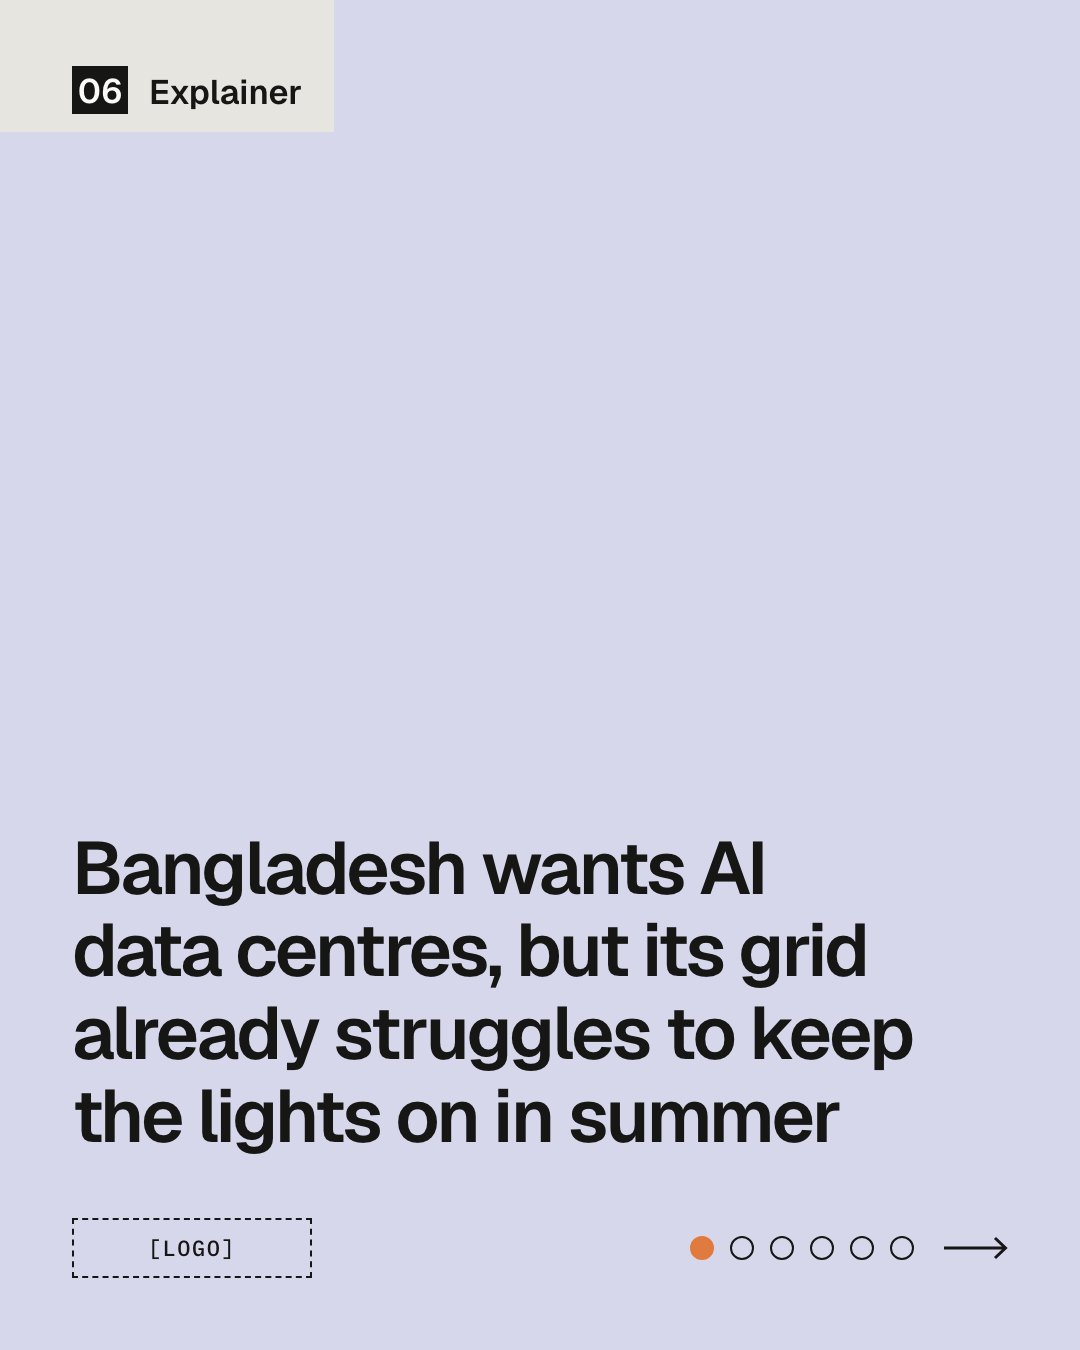 06 Explainer
Bangladesh wants AI
data centres, but its grid
already struggles to keep
the lights on in summer
[LOGO]